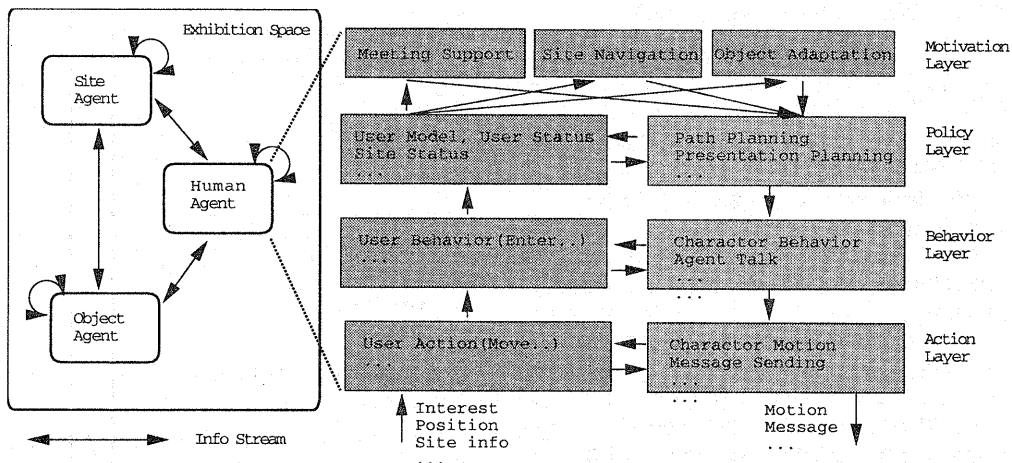 Exhibition Space
Site
Agent
Human
Agent
Object
Agent
Info Stream
Meeting Support
Site Navigation
Object Adaptation
Motivation
Layer
User Model, User Status
Site Status
...
Path Planning
Presentation Planning
...
Policy
Layer
User Behavior(Enter..)
...
Charactor Behavior
Agent Talk
...
...
Behavior
Layer
User Action(Move..)
...
Charactor Motion
Message Sending
...
...
Action
Layer
Interest
Position
Site info
...
Motion
Message
...